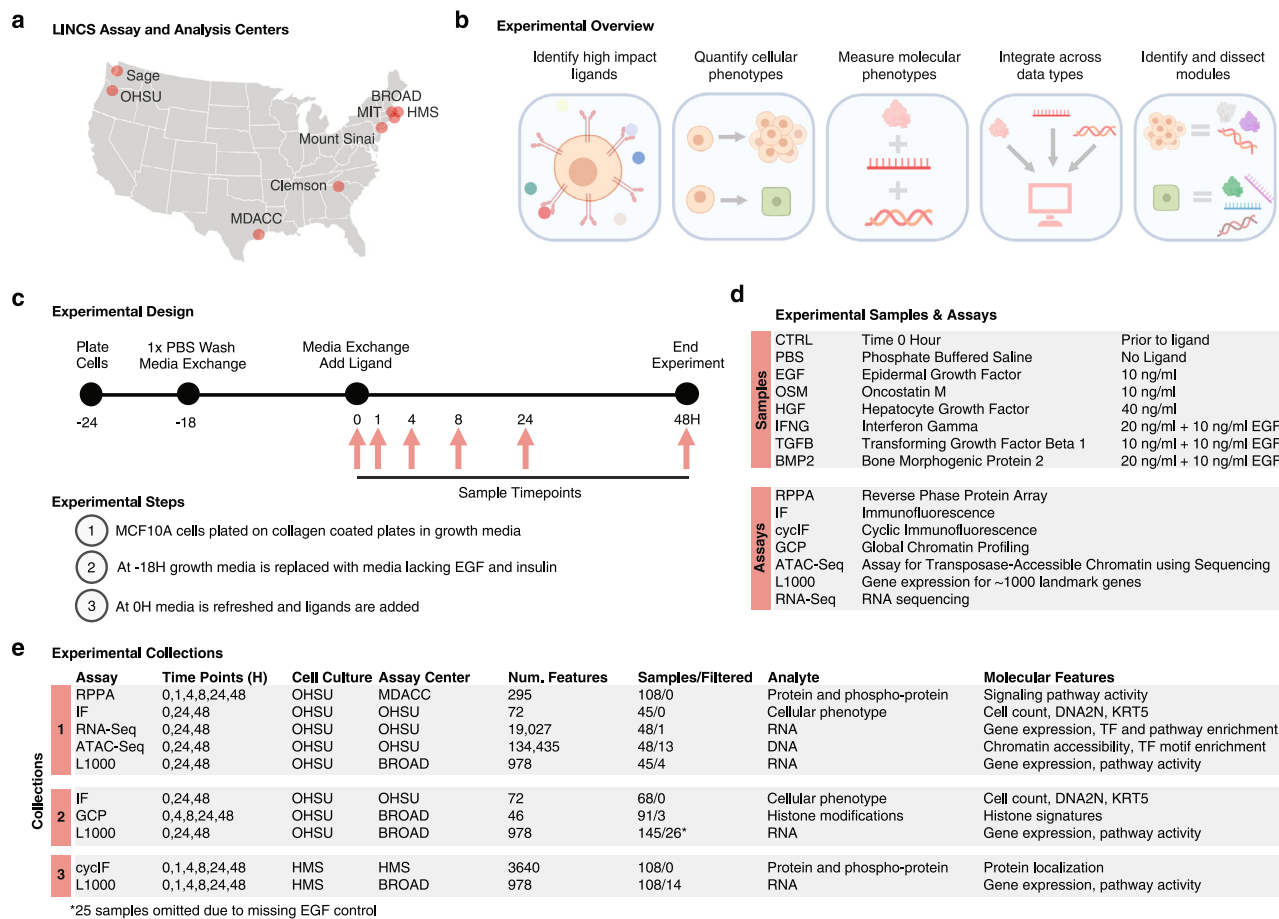 a
LINCS Assay and Analysis Centers
Sage
OHSU
BROAD
MIT
HMS
Mount Sinai
Clemson
MDACC
b
Experimental Overview
Identify high impact
ligands
Quantify cellular
phenotypes
Measure molecular
phenotypes
Integrate across
data types
Identify and dissect
modules
c
Experimental Design
Plate
Cells
1x PBS Wash
Media Exchange
Media Exchange
Add Ligand
End
Experiment
-24
-18
0
1
4
8
24
48H
Sample Timepoints
Experimental Steps
1 MCF10A cells plated on collagen coated plates in growth media
2 At -18H growth media is replaced with media lacking EGF and insulin
3 At 0H media is refreshed and ligands are added
d
Experimental Samples & Assays
Samples
CTRL Time 0 Hour Prior to ligand
PBS Phosphate Buffered Saline No Ligand
EGF Epidermal Growth Factor 10 ng/ml
OSM Oncostatin M 10 ng/ml
HGF Hepatocyte Growth Factor 40 ng/ml
IFNG Interferon Gamma 20 ng/ml + 10 ng/ml EGF
TGFB Transforming Growth Factor Beta 1 10 ng/ml + 10 ng/ml EGF
BMP2 Bone Morphogenic Protein 2 20 ng/ml + 10 ng/ml EGF
Assays
RPPA Reverse Phase Protein Array
IF Immunofluorescence
cycIF Cyclic Immunofluorescence
GCP Global Chromatin Profiling
ATAC-Seq Assay for Transposase-Accessible Chromatin using Sequencing
L1000 Gene expression for ~1000 landmark genes
RNA-Seq RNA sequencing
e
Experimental Collections
Assay Time Points (H) Cell Culture Assay Center Num. Features Samples/Filtered Analyte Molecular Features
Collections
1
RPPA 0,1,4,8,24,48 OHSU MDACC 295 108/0 Protein and phospho-protein Signaling pathway activity
IF 0,24,48 OHSU OHSU 72 45/0 Cellular phenotype Cell count, DNA2N, KRT5
RNA-Seq 0,24,48 OHSU OHSU 19,027 48/1 RNA Gene expression, TF and pathway enrichment
ATAC-Seq 0,24,48 OHSU OHSU 134,435 48/13 DNA Chromatin accessibility, TF motif enrichment
L1000 0,24,48 OHSU BROAD 978 45/4 RNA Gene expression, pathway activity
2
IF 0,24,48 OHSU OHSU 72 68/0 Cellular phenotype Cell count, DNA2N, KRT5
GCP 0,4,8,24,48 OHSU BROAD 46 91/3 Histone modifications Histone signatures
L1000 0,24,48 OHSU BROAD 978 145/26* RNA Gene expression, pathway activity
3
cycIF 0,1,4,8,24,48 HMS HMS 3640 108/0 Protein and phospho-protein Protein localization
L1000 0,1,4,8,24,48 HMS BROAD 978 108/14 RNA Gene expression, pathway activity
*25 samples omitted due to missing EGF control